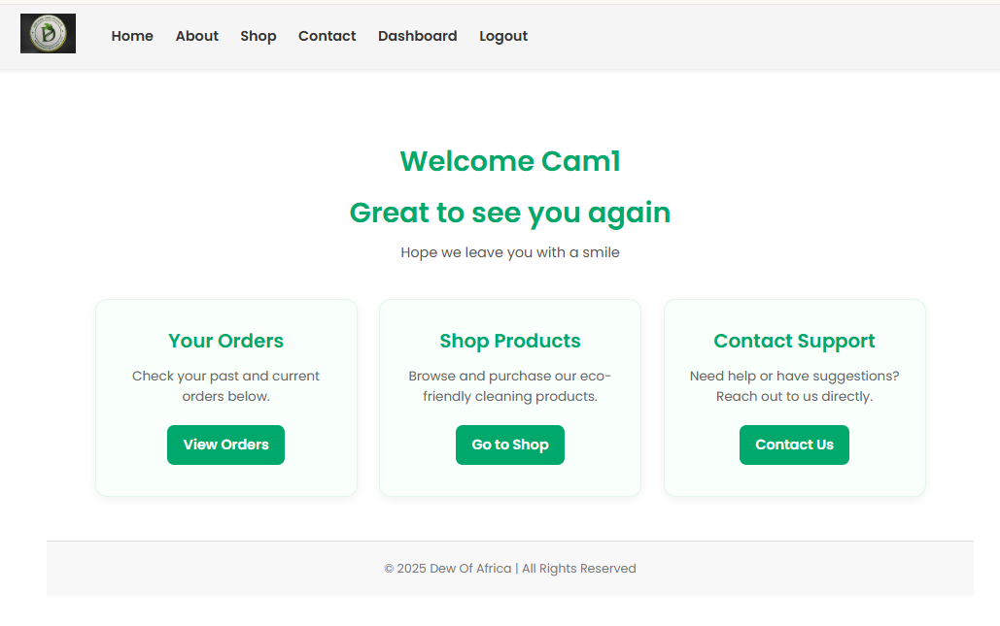 Home About Shop Contact Dashboard Logout
Welcome Cam1
Great to see you again
Hope we leave you with a smile
Your Orders
Check your past and current
orders below.
View Orders
Shop Products
Browse and purchase our eco-
friendly cleaning products.
Go to Shop
Contact Support
Need help or have suggestions?
Reach out to us directly.
Contact Us
© 2025 Dew Of Africa | All Rights Reserved